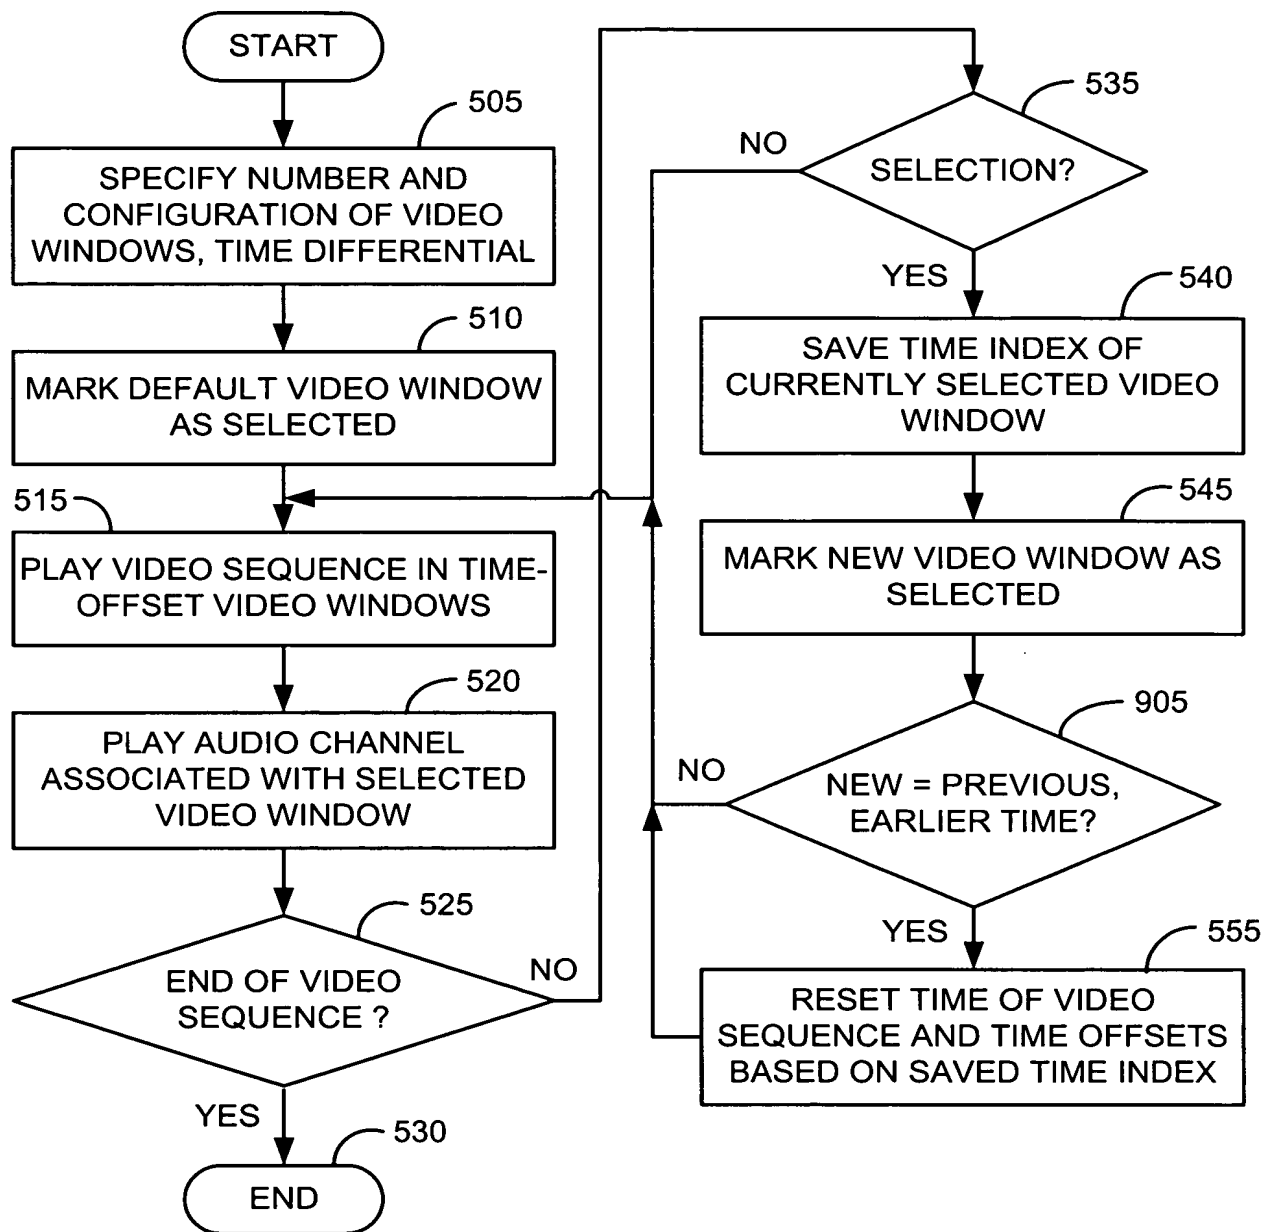 START
505
SPECIFY NUMBER AND
CONFIGURATION OF VIDEO
WINDOWS, TIME DIFFERENTIAL
510
MARK DEFAULT VIDEO WINDOW
AS SELECTED
515
PLAY VIDEO SEQUENCE IN TIME-
OFFSET VIDEO WINDOWS
520
PLAY AUDIO CHANNEL
ASSOCIATED WITH SELECTED
VIDEO WINDOW
525
END OF VIDEO
SEQUENCE ?
NO
YES
530
END
535
SELECTION?
NO
YES
540
SAVE TIME INDEX OF
CURRENTLY SELECTED VIDEO
WINDOW
545
MARK NEW VIDEO WINDOW AS
SELECTED
905
NEW = PREVIOUS,
EARLIER TIME?
NO
YES
555
RESET TIME OF VIDEO
SEQUENCE AND TIME OFFSETS
BASED ON SAVED TIME INDEX